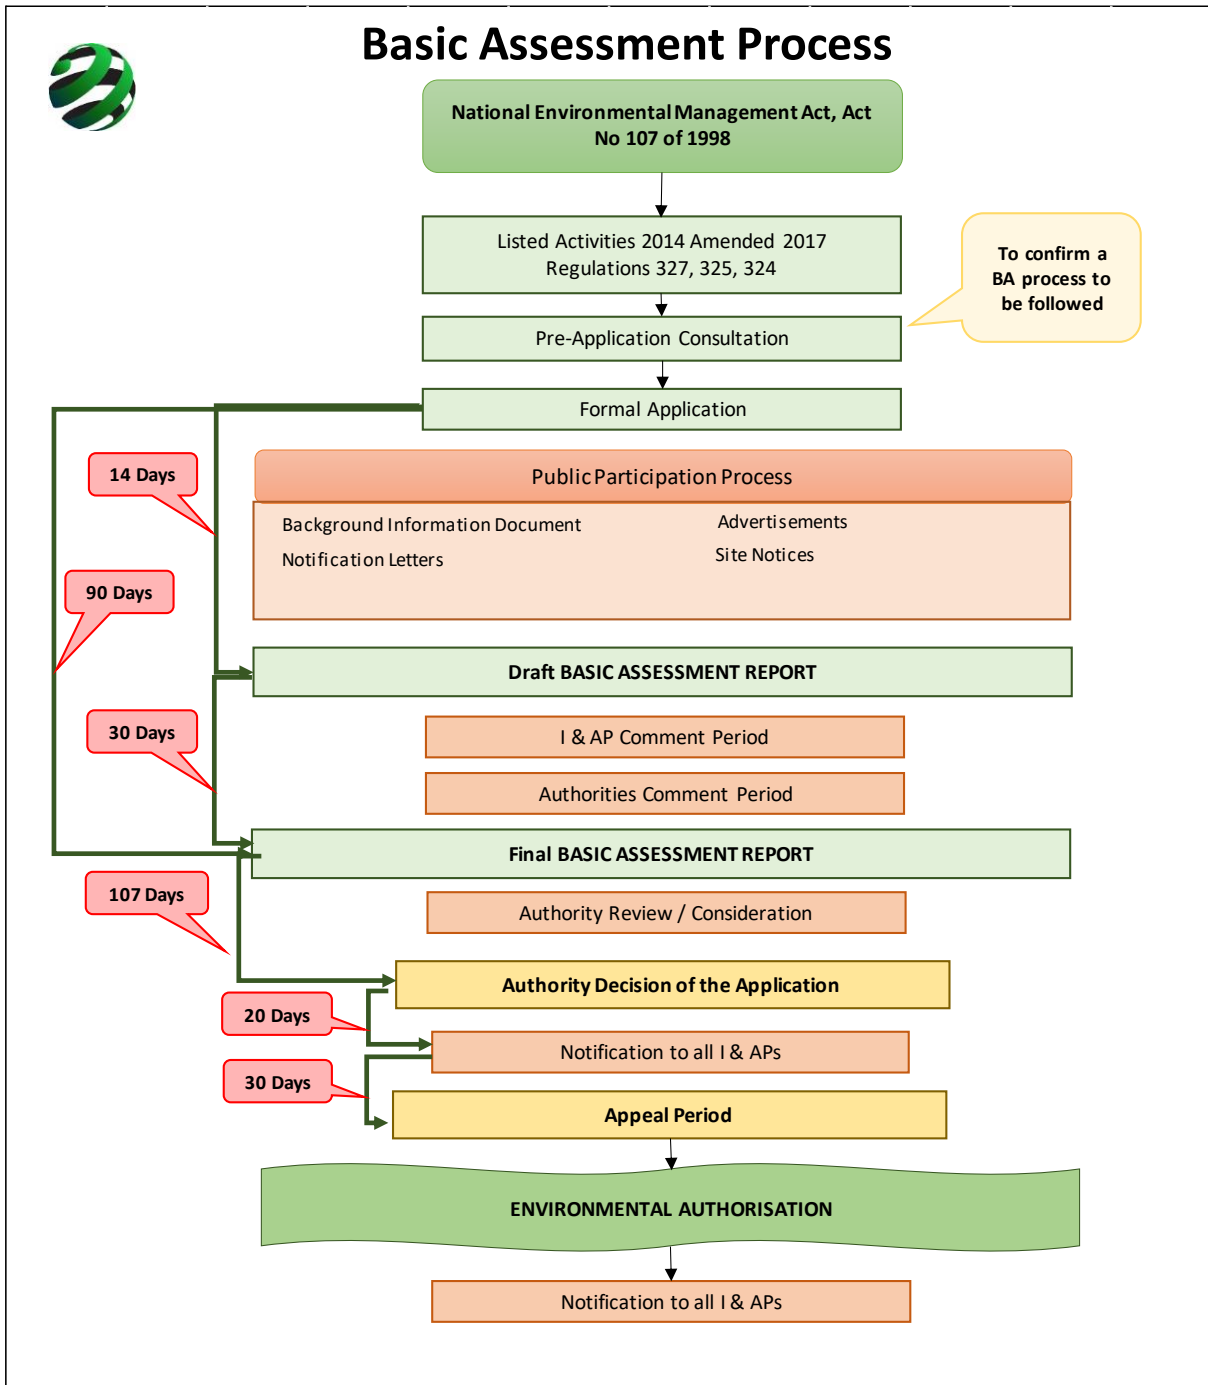 Basic Assessment Process
National Environmental Management Act, Act
No 107 of 1998
Listed Activities 2014 Amended 2017
Regulations 327, 325, 324
To confirm a
BA process to
be followed
Pre-Application Consultation
Formal Application
14 Days
Public Participation Process
Background Information Document
Advertisements
Notification Letters
Site Notices
90 Days
Draft BASIC ASSESSMENT REPORT
30 Days
I & AP Comment Period
Authorities Comment Period
Final BASIC ASSESSMENT REPORT
107 Days
Authority Review / Consideration
Authority Decision of the Application
20 Days
Notification to all I & APs
30 Days
Appeal Period
ENVIRONMENTAL AUTHORISATION
Notification to all I & APs